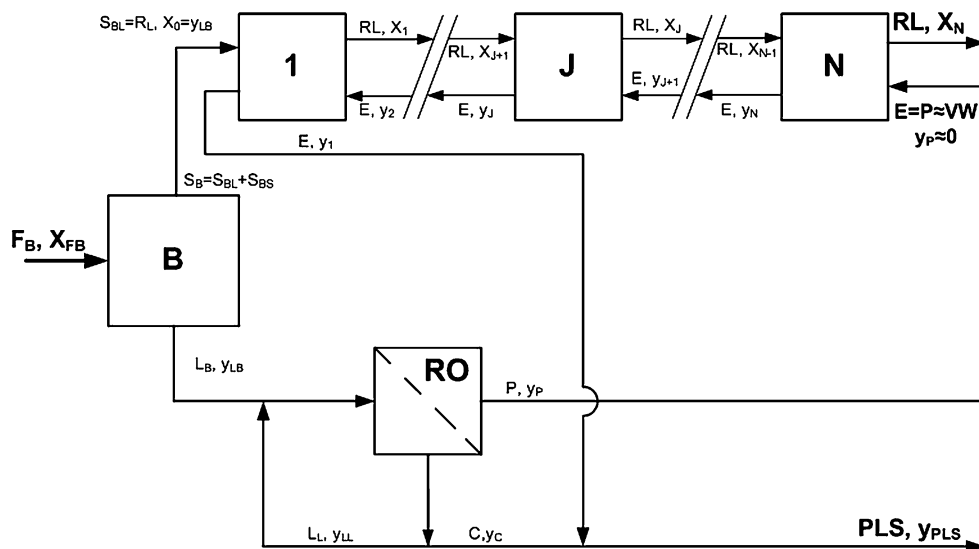 S_BL=R_L, X_0=y_LB
1
RL, X_1
RL, X_J+1
E, y_2
E, y_J
J
RL, X_J
RL, X_N-1
E, y_J+1
E, y_N
N
RL, X_N
E=P≈VW
y_P≈0
E, y_1
S_B=S_BL+S_BS
F_B, X_FB
B
L_B, y_LB
RO
P, y_P
L_L, y_LL
C,y_C
PLS, y_PLS